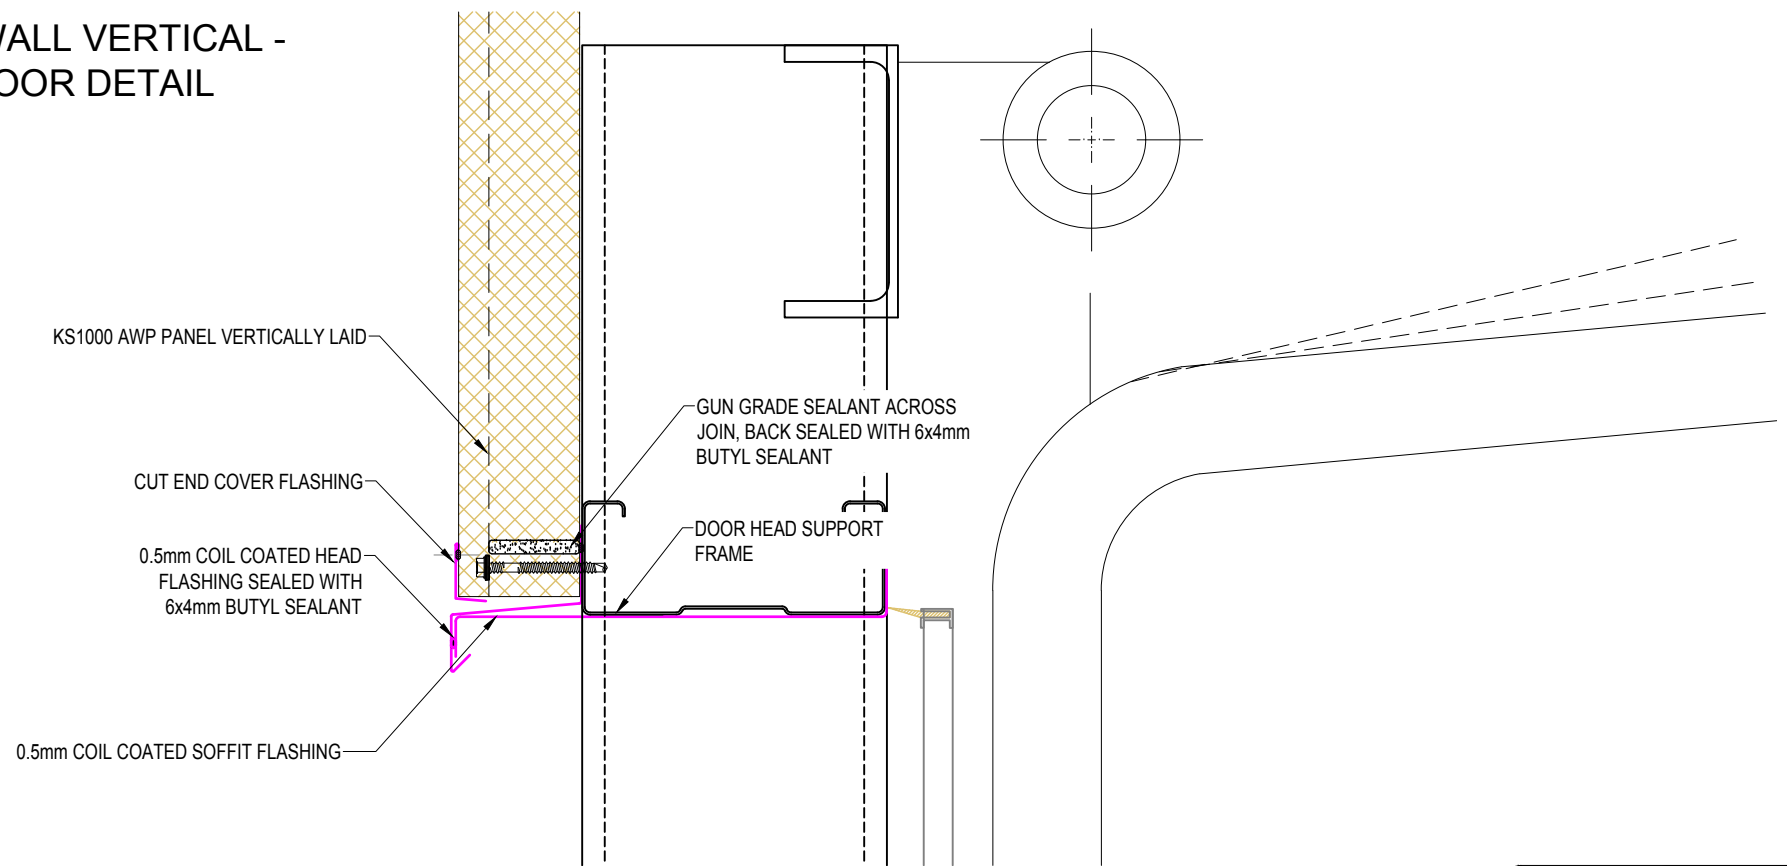 WALL VERTICAL -
OOR DETAIL
KS1000 AWP PANEL VERTICALLY LAID
GUN GRADE SEALANT ACROSS
JOIN, BACK SEALED WITH 6x4mm
BUTYL SEALANT
CUT END COVER FLASHING
DOOR HEAD SUPPORT
FRAME
0.5mm COIL COATED HEAD
FLASHING SEALED WITH
6x4mm BUTYL SEALANT
0.5mm COIL COATED SOFFIT FLASHING